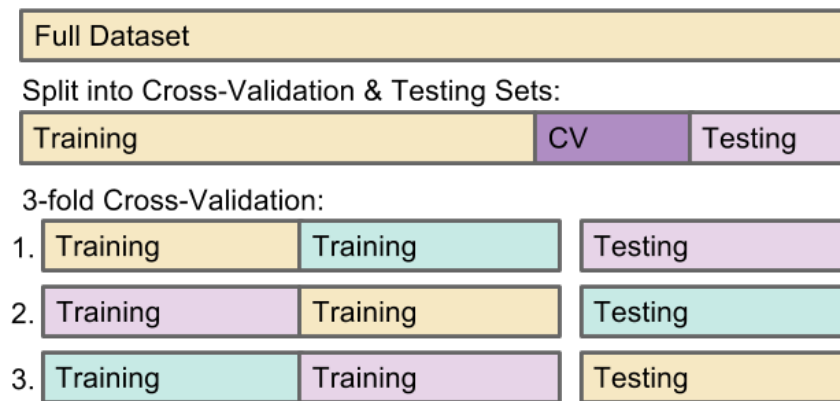 Full Dataset
Split into Cross-Validation & Testing Sets:
Training CV Testing
3-fold Cross-Validation:
1. Training Training Testing
2. Training Training Testing
3. Training Training Testing